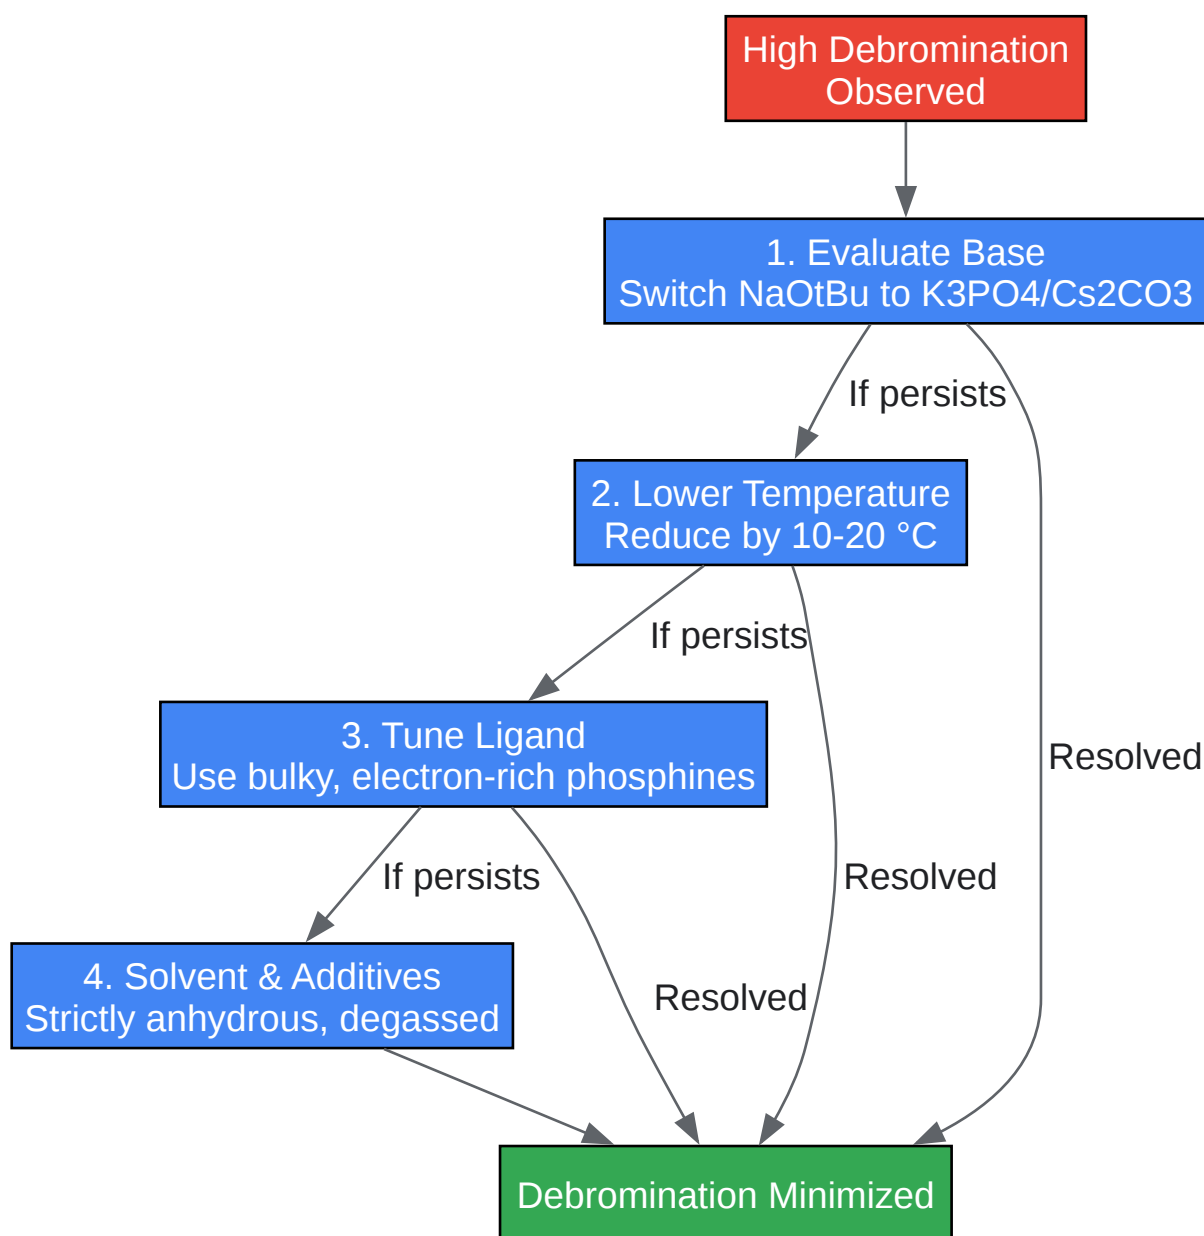 High Debromination
Observed
1. Evaluate Base
Switch NaOtBu to K3PO4/Cs2CO3
If persists
2. Lower Temperature
Reduce by 10-20 °C
If persists
3. Tune Ligand
Use bulky, electron-rich phosphines
Resolved
If persists
Resolved
4. Solvent & Additives
Strictly anhydrous, degassed
Resolved
Debromination Minimized